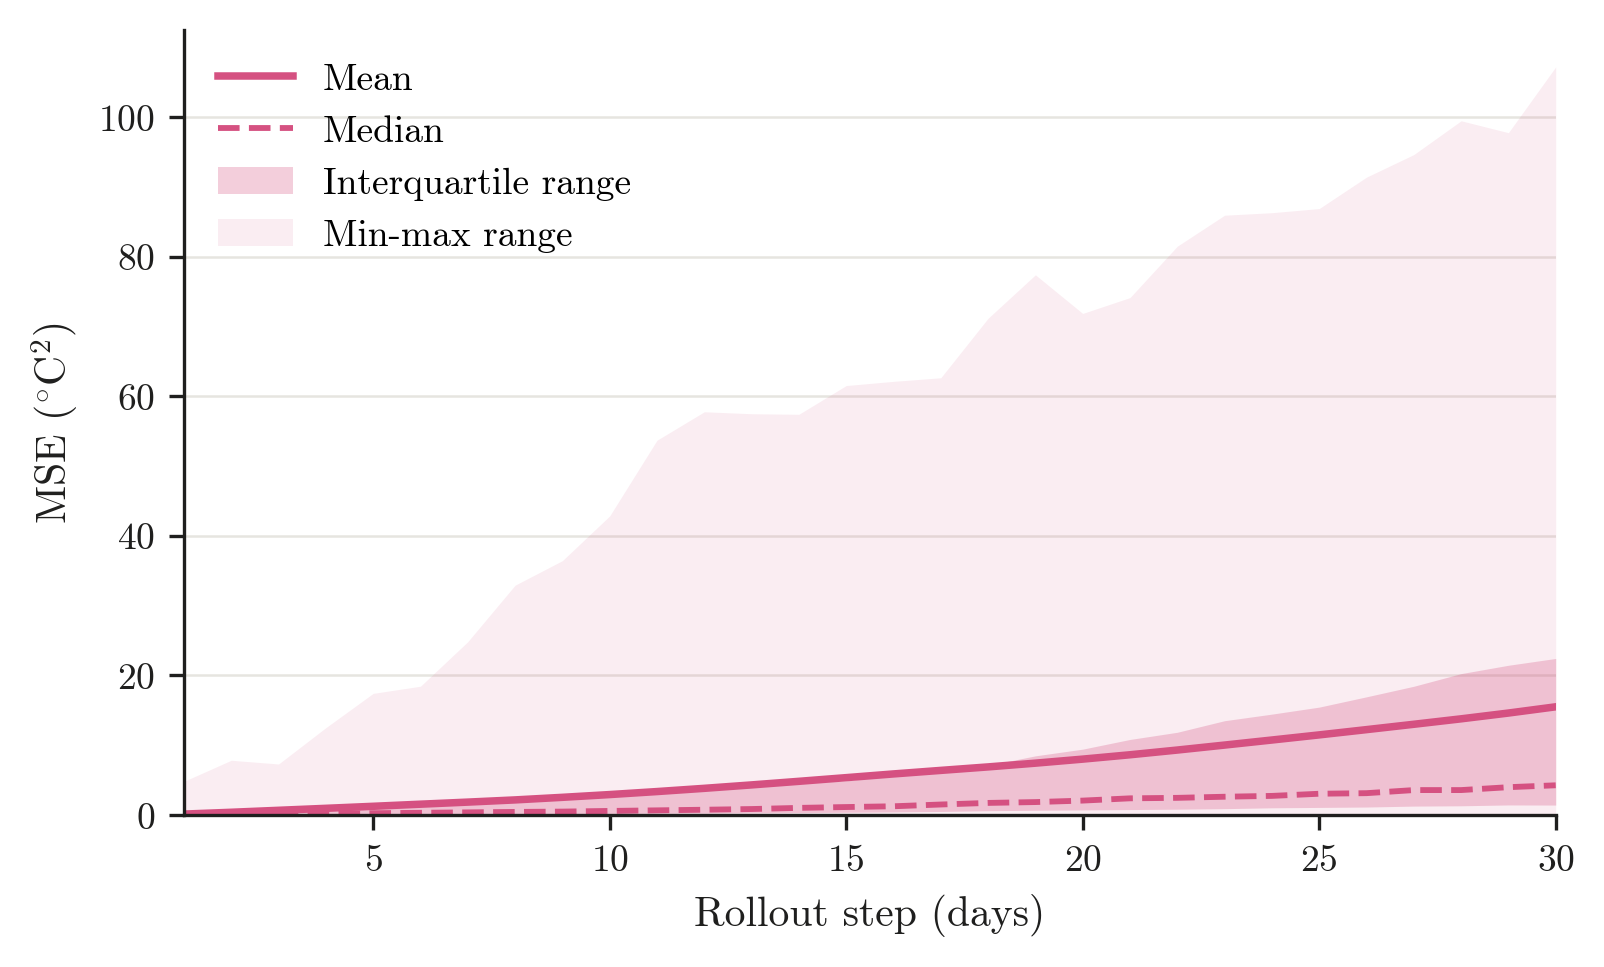 Mean
Median
Interquartile range
Min-max range
100
80
60
40
20
0
MSE (°C²)
5 10 15 20 25 30
Rollout step (days)